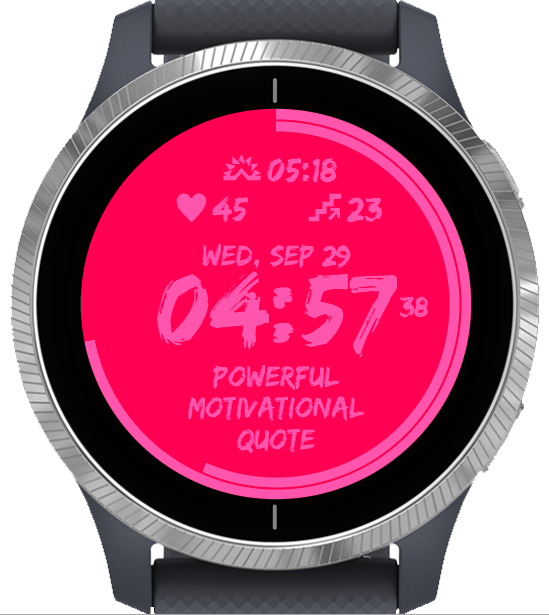 05:18
45 23
WED, SEP 29
04:57 38
POWERFUL
MOTIVATIONAL
QUOTE